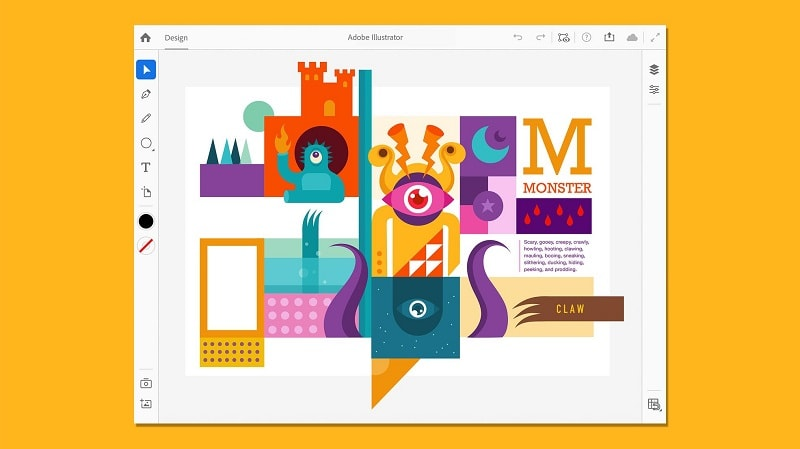 Design
Adobe Illustrator
T
M
MONSTER
Scary, gooey, creepy, crawly,
howling, hooting, clawing,
mauling, booing, sneaking,
slithering, ducking, hiding,
peeking, and prodding.
CLAW